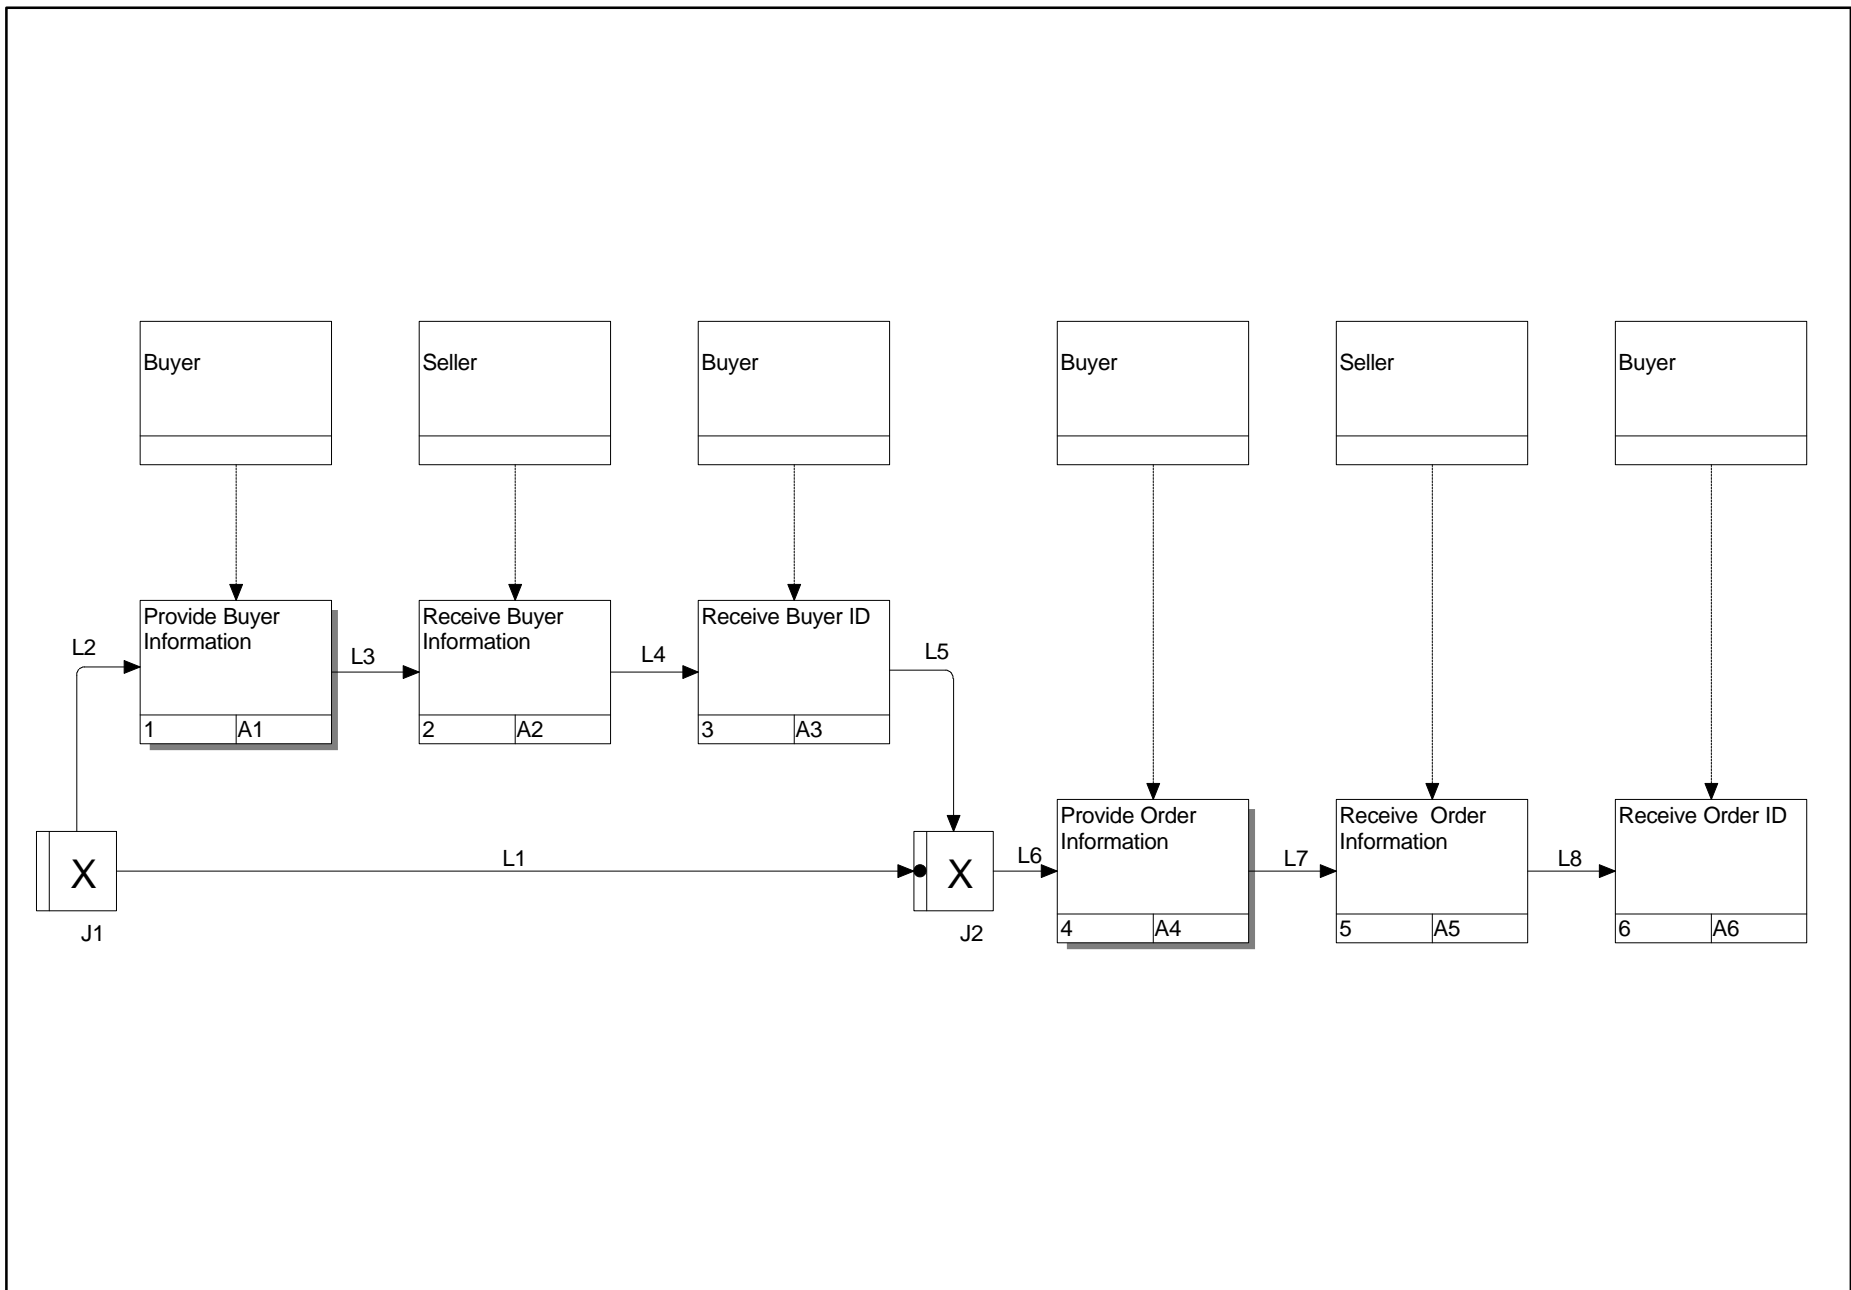 Buyer
Seller
Buyer
Buyer
Seller
Buyer
Provide Buyer
Information
1
A1
Receive Buyer
Information
2
A2
Receive Buyer ID
3
A3
L2
L3
L4
L5
L1
X
J1
X
J2
L6
Provide Order
Information
4
A4
L7
Receive  Order
Information
5
A5
L8
Receive Order ID
6
A6